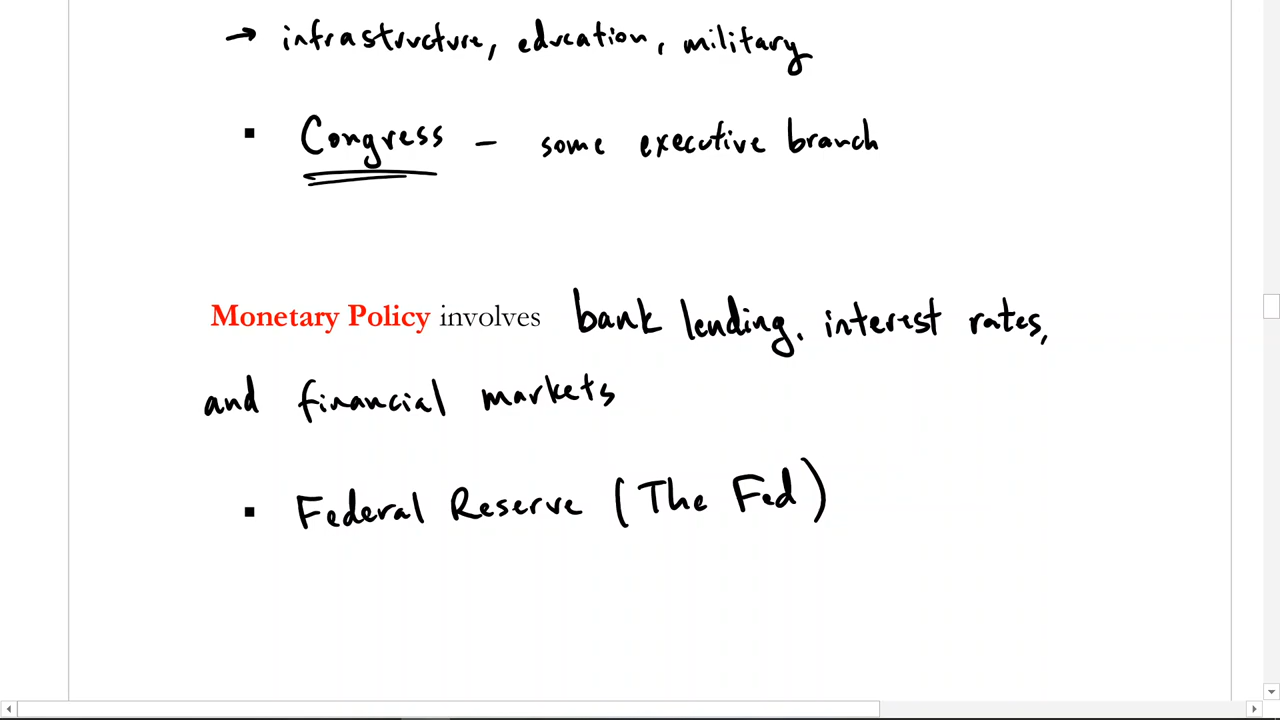 → infrastructure, education, military
▪ Congress – some executive branch
Monetary Policy involves bank lending, interest rates,
and financial markets
▪ Federal Reserve (The Fed)